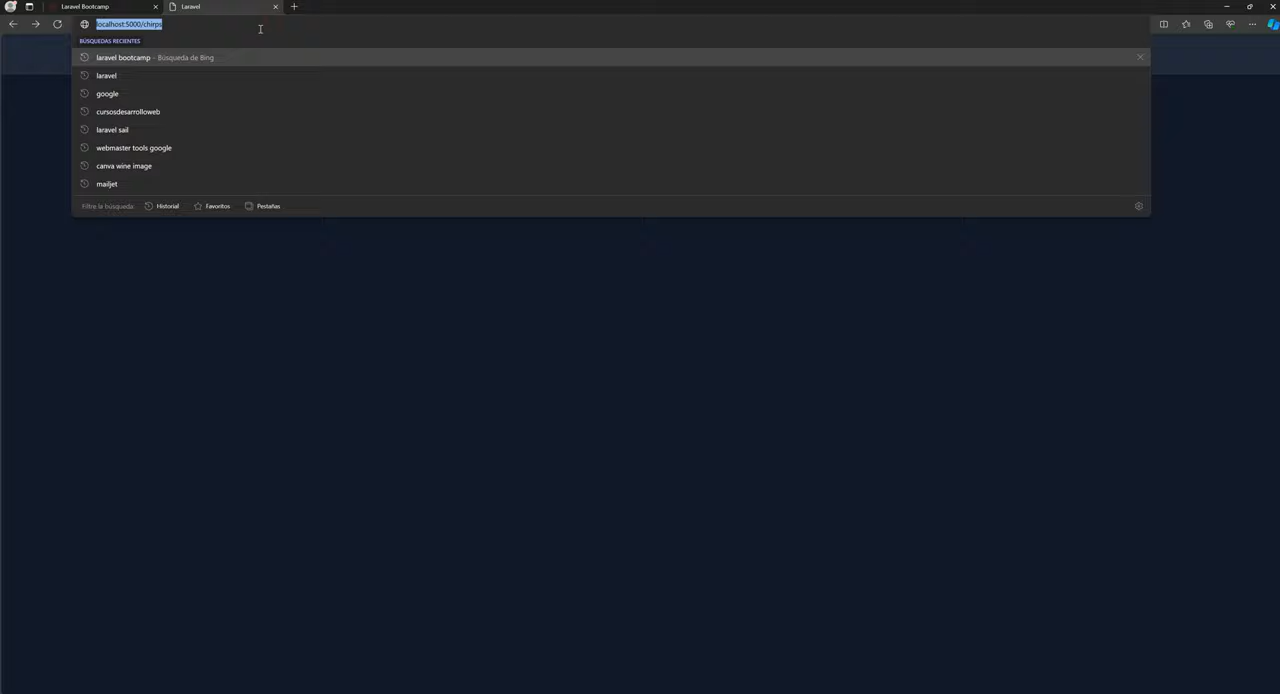 Laravel Bootcamp
Laravel
localhost:5000/chirps
BÚSQUEDAS RECIENTES
laravel bootcamp - Búsqueda de Bing
laravel
google
cursosdesarrolloweb
laravel sail
webmaster tools google
canva wine image
mailjet
Filtre la búsqueda: Historial Favoritos Pestañas